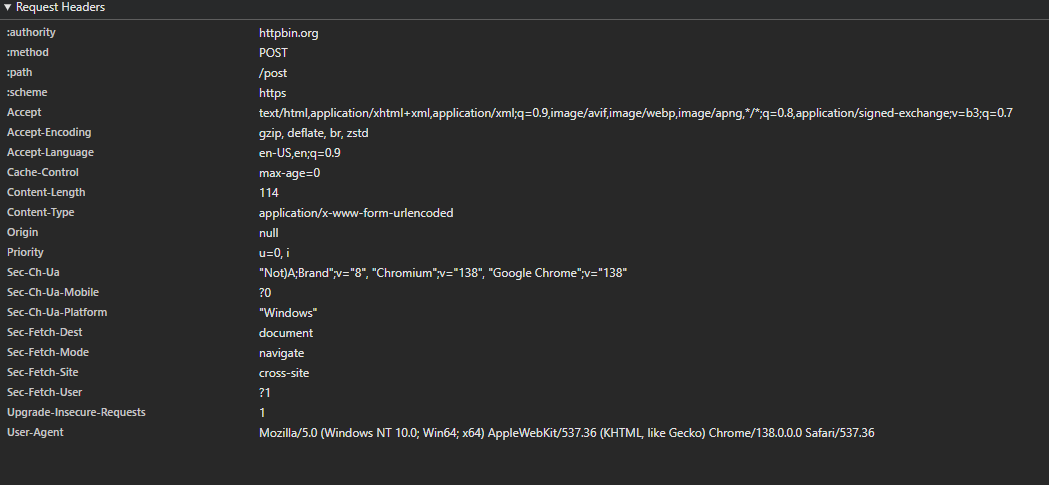 Request Headers
:authority httpbin.org
:method POST
:path /post
:scheme https
Accept text/html,application/xhtml+xml,application/xml;q=0.9,image/avif,image/webp,image/apng,*/*;q=0.8,application/signed-exchange;v=b3;q=0.7
Accept-Encoding gzip, deflate, br, zstd
Accept-Language en-US,en;q=0.9
Cache-Control max-age=0
Content-Length 114
Content-Type application/x-www-form-urlencoded
Origin null
Priority u=0, i
Sec-Ch-Ua "Not)A;Brand";v="8", "Chromium";v="138", "Google Chrome";v="138"
Sec-Ch-Ua-Mobile ?0
Sec-Ch-Ua-Platform "Windows"
Sec-Fetch-Dest document
Sec-Fetch-Mode navigate
Sec-Fetch-Site cross-site
Sec-Fetch-User ?1
Upgrade-Insecure-Requests 1
User-Agent Mozilla/5.0 (Windows NT 10.0; Win64; x64) AppleWebKit/537.36 (KHTML, like Gecko) Chrome/138.0.0.0 Safari/537.36